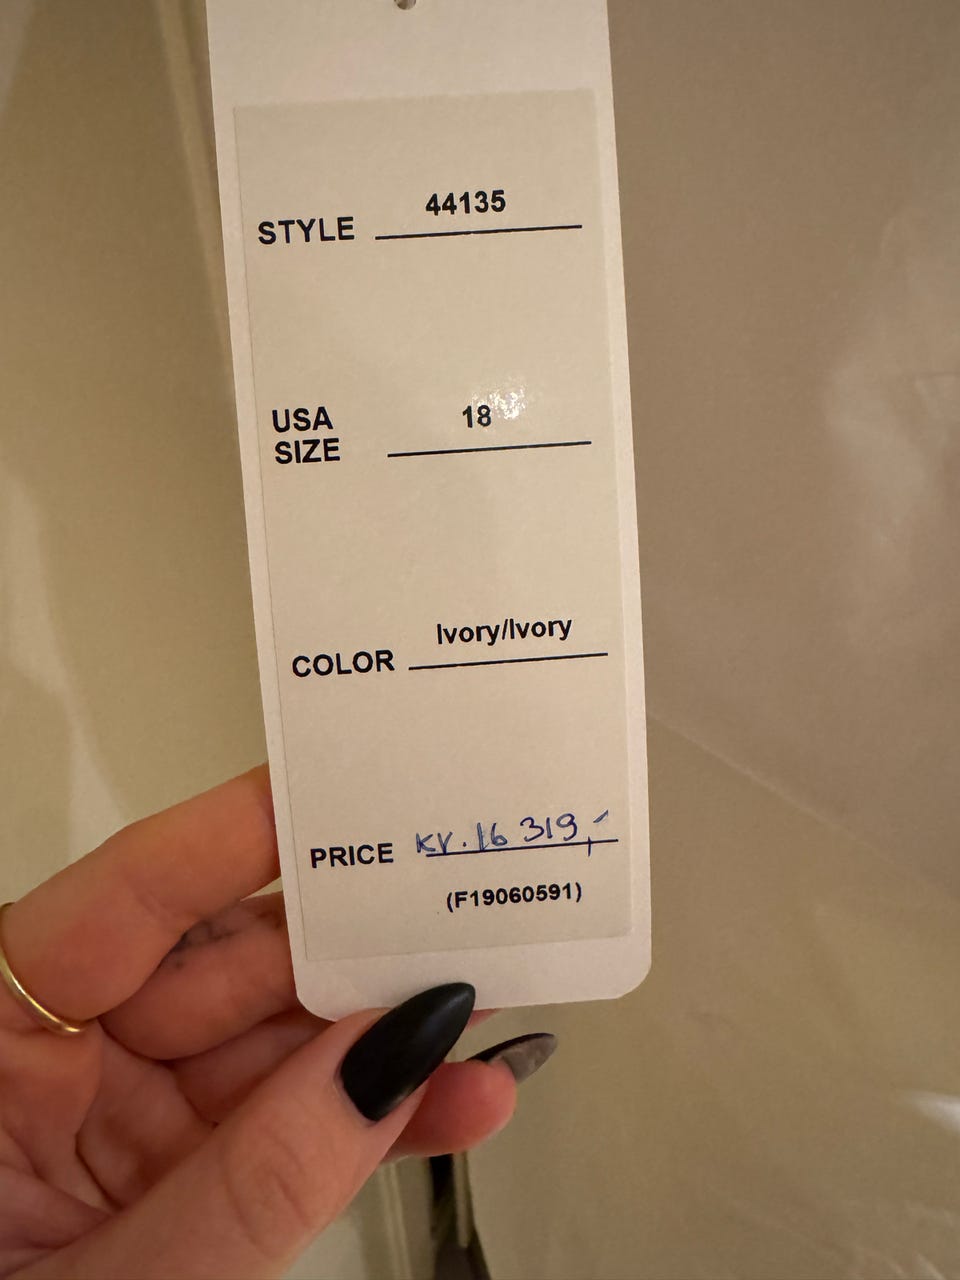 STYLE 44135
USA SIZE 18
COLOR Ivory/Ivory
PRICE kr. 16 319,-
(F19060591)